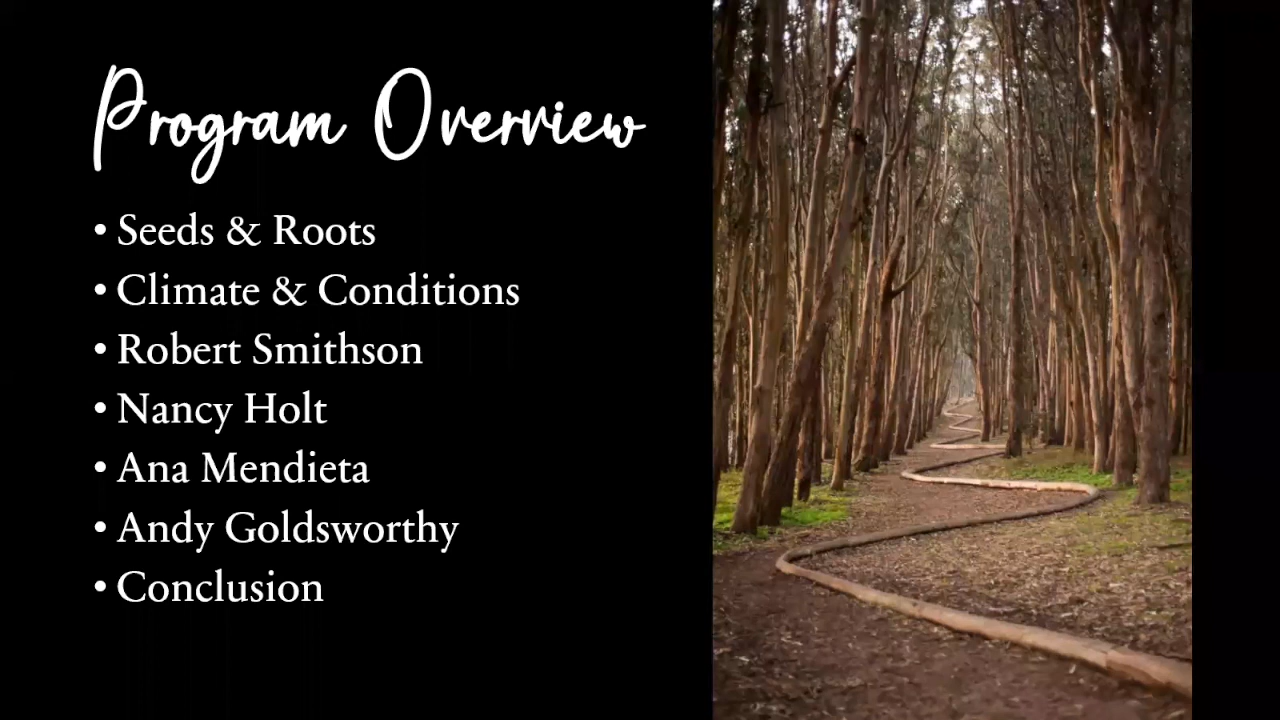 Program Overview
• Seeds & Roots
• Climate & Conditions
• Robert Smithson
• Nancy Holt
• Ana Mendieta
• Andy Goldsworthy
• Conclusion